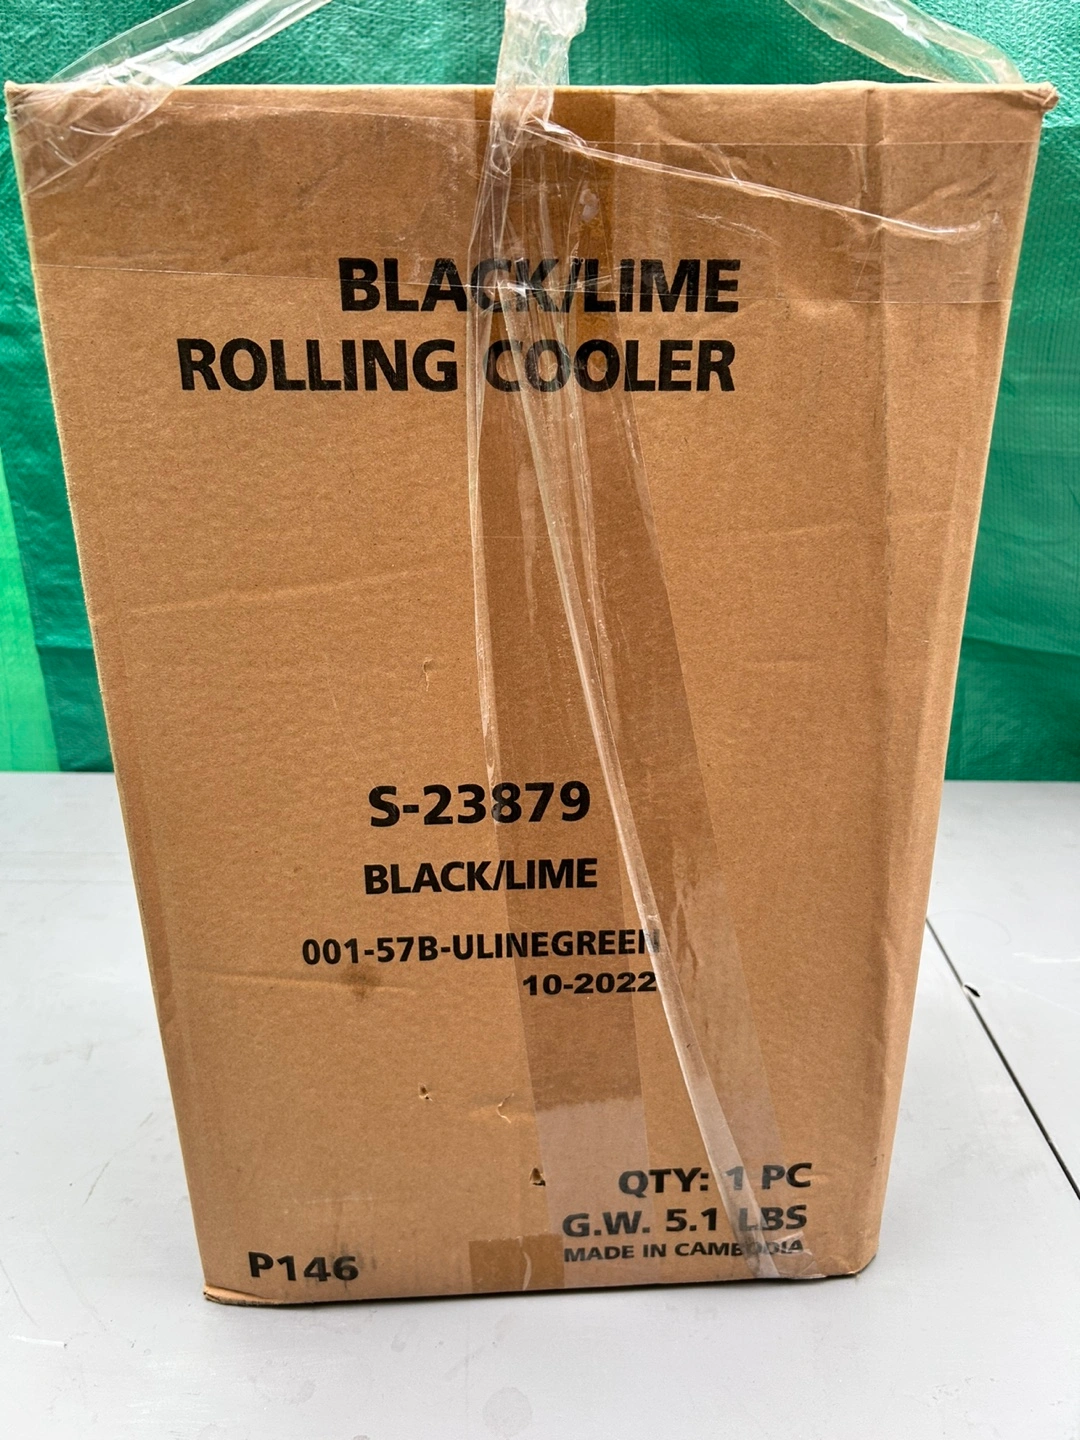 BLACK/LIME
ROLLING COOLER
S-23879
BLACK/LIME
001-57B-ULINEGREEN
10-2022
QTY: 1 PC
G.W. 5.1 LBS
MADE IN CAMBODIA
P146